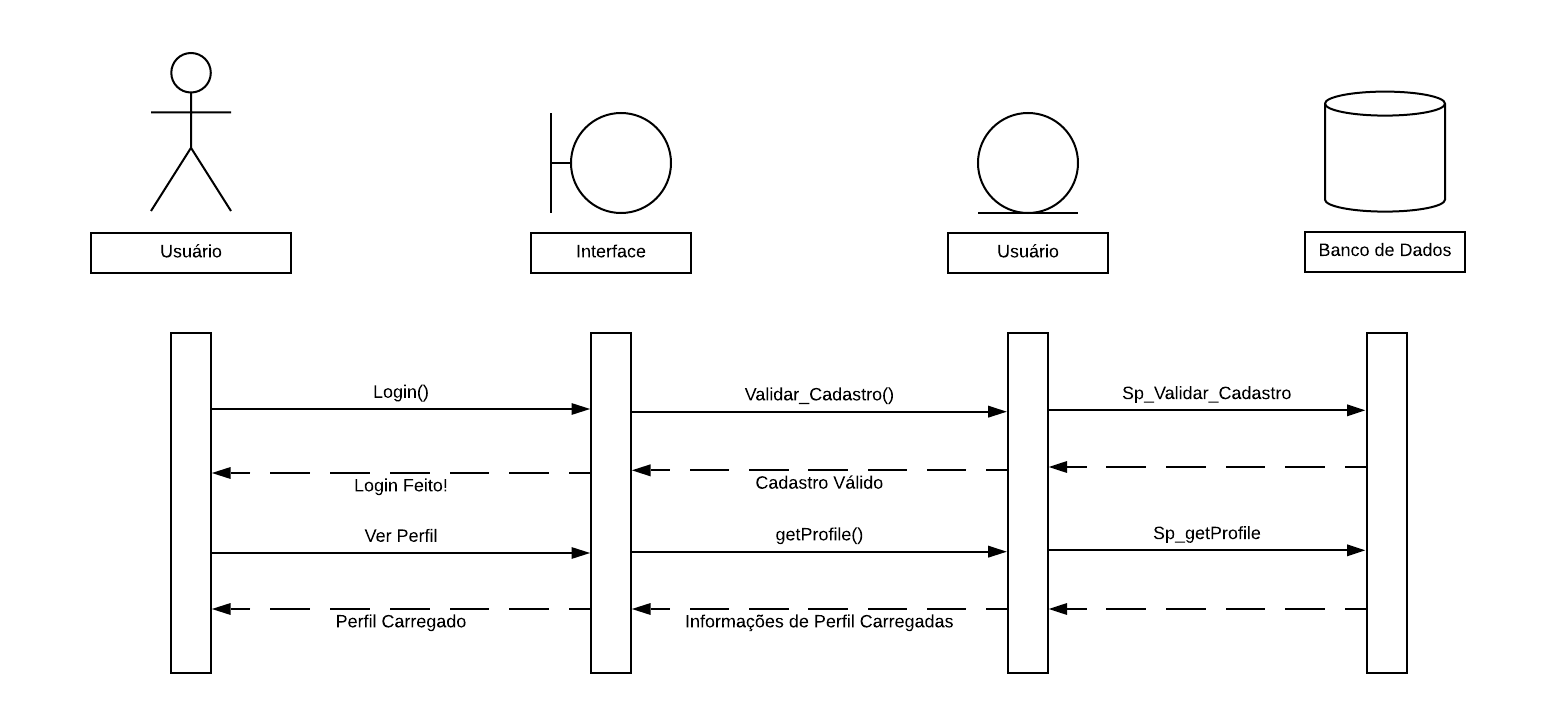 Usuário
Interface
Usuário
Banco de Dados
Login()
Validar_Cadastro()
Sp_Validar_Cadastro
Login Feito!
Cadastro Válido
Ver Perfil
getProfile()
Sp_getProfile
Perfil Carregado
Informações de Perfil Carregadas